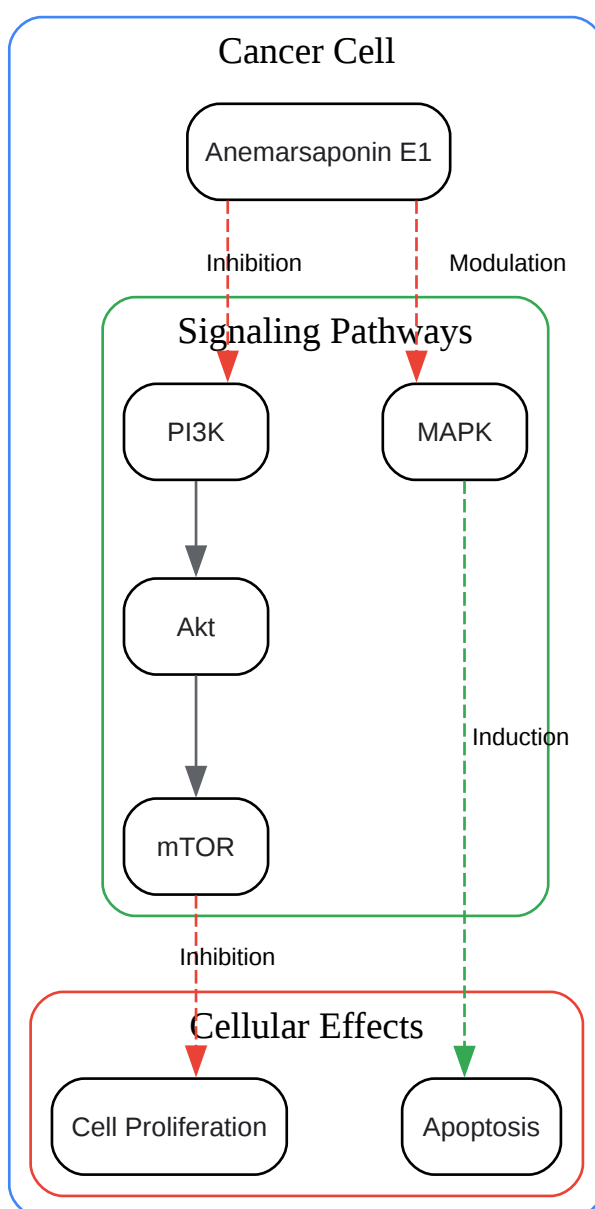 Cancer Cell
Anemarsaponin E1
Inhibition
Modulation
Signaling Pathways
PI3K
MAPK
Akt
Induction
mTOR
Inhibition
Cellular Effects
Cell Proliferation
Apoptosis